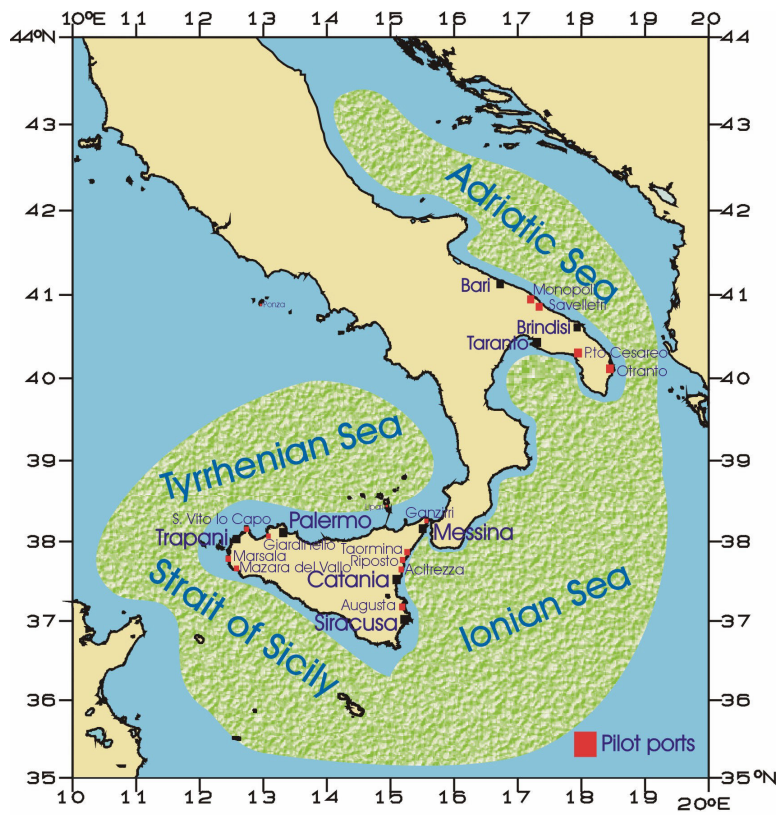 10°E 11 12 13 14 15 16 17 18 19 20
44°N 44
43 43
Adriatic Sea
42 42
Bari Monopoli
41 41
Ponza Savelletri
Brindisi
Taranto P.to Cesareo
40 Otranto 40
Tyrrhenian Sea
39 39
S. Vito lo Capo Ganzirri
Palermo Messina
Trapani Giardinello Taormina
38 38
Marsala Riposto
Mazara del Vallo Acitrezza
Catania
Strait of Sicily
Ionian Sea
Augusta
37 Siracusa 37
36 36
Pilot ports
35 35°N
10 11 12 13 14 15 16 17 18 19 20°E